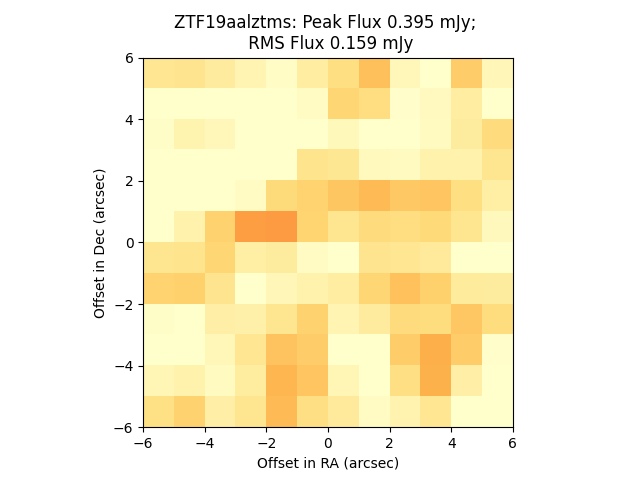 ZTF19aalztms: Peak Flux 0.395 mJy;
RMS Flux 0.159 mJy
6
4
2
0
−2
−4
−6
Offset in Dec (arcsec)
−6 −4 −2 0 2 4 6
Offset in RA (arcsec)